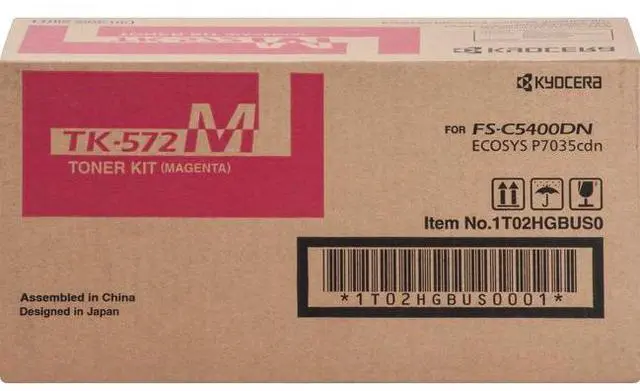 KYOCERA
KYOCERA
TK-572 M
TONER KIT (MAGENTA)
FOR FS-C5400DN
ECOSYS P7035cdn
Item No.1T02HGBUS0
*1T02HGBUS0001*
Assembled in China
Designed in Japan